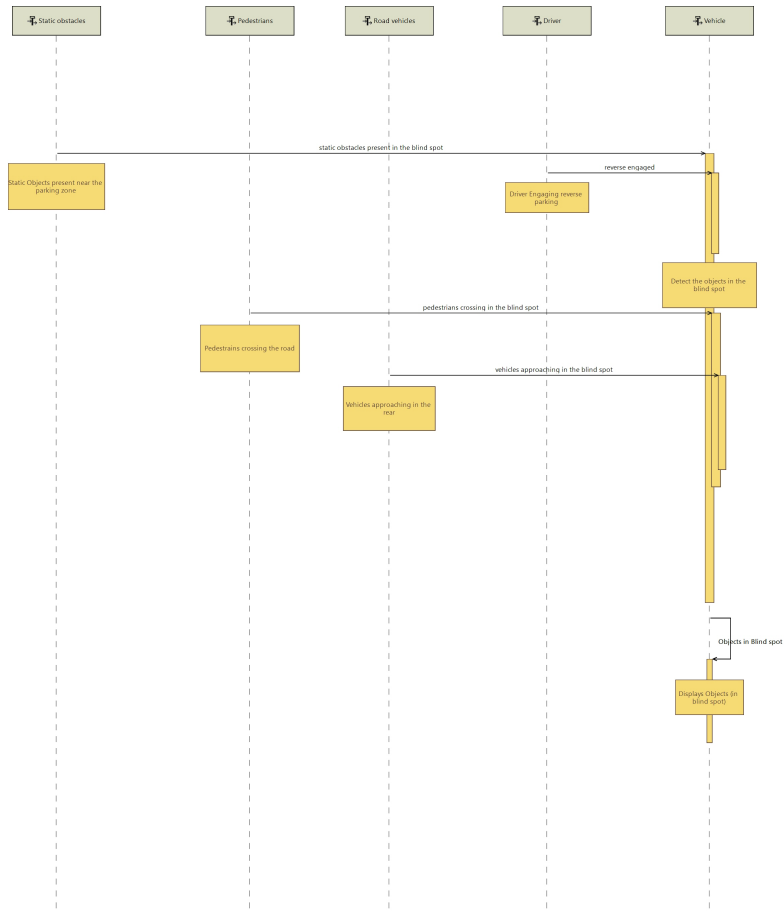 Static obstacles
Pedestrians
Road vehicles
Driver
Vehicle
static obstacles present in the blind spot
reverse engaged
Static Objects present near the
parking zone
Driver Engaging reverse
parking
Detect the objects in the
blind spot
pedestrians crossing in the blind spot
Pedestrains crossing the road
vehicles approaching in the blind spot
Vehicles approaching in the
rear
Objects in Blind spot
Displays Objects (in
blind spot)